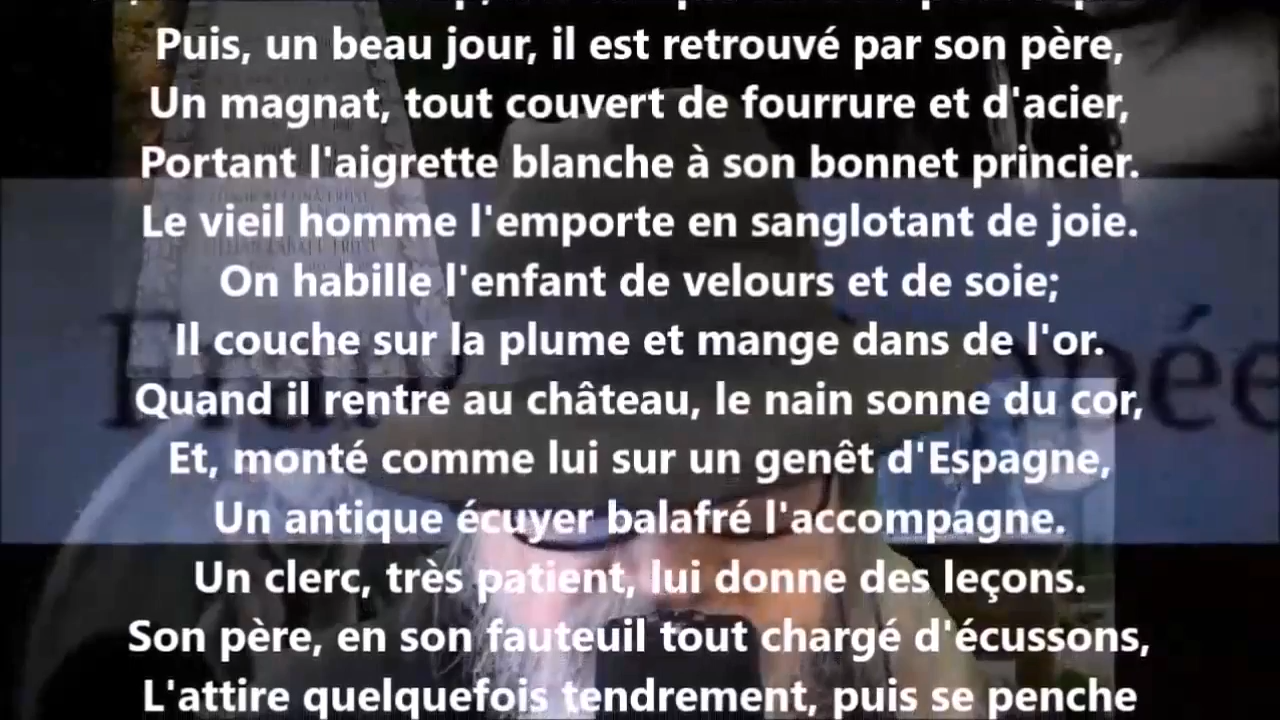 Puis, un beau jour, il est retrouvé par son père,
Un magnat, tout couvert de fourrure et d'acier,
Portant l'aigrette blanche à son bonnet princier.
Le vieil homme l'emporte en sanglotant de joie.
On habille l'enfant de velours et de soie;
Il couche sur la plume et mange dans de l'or.
Quand il rentre au château, le nain sonne du cor,
Et, monté comme lui sur un genêt d'Espagne,
Un antique écuyer balafré l'accompagne.
Un clerc, très patient, lui donne des leçons.
Son père, en son fauteuil tout chargé d'écussons,
L'attire quelquefois tendrement, puis se penche